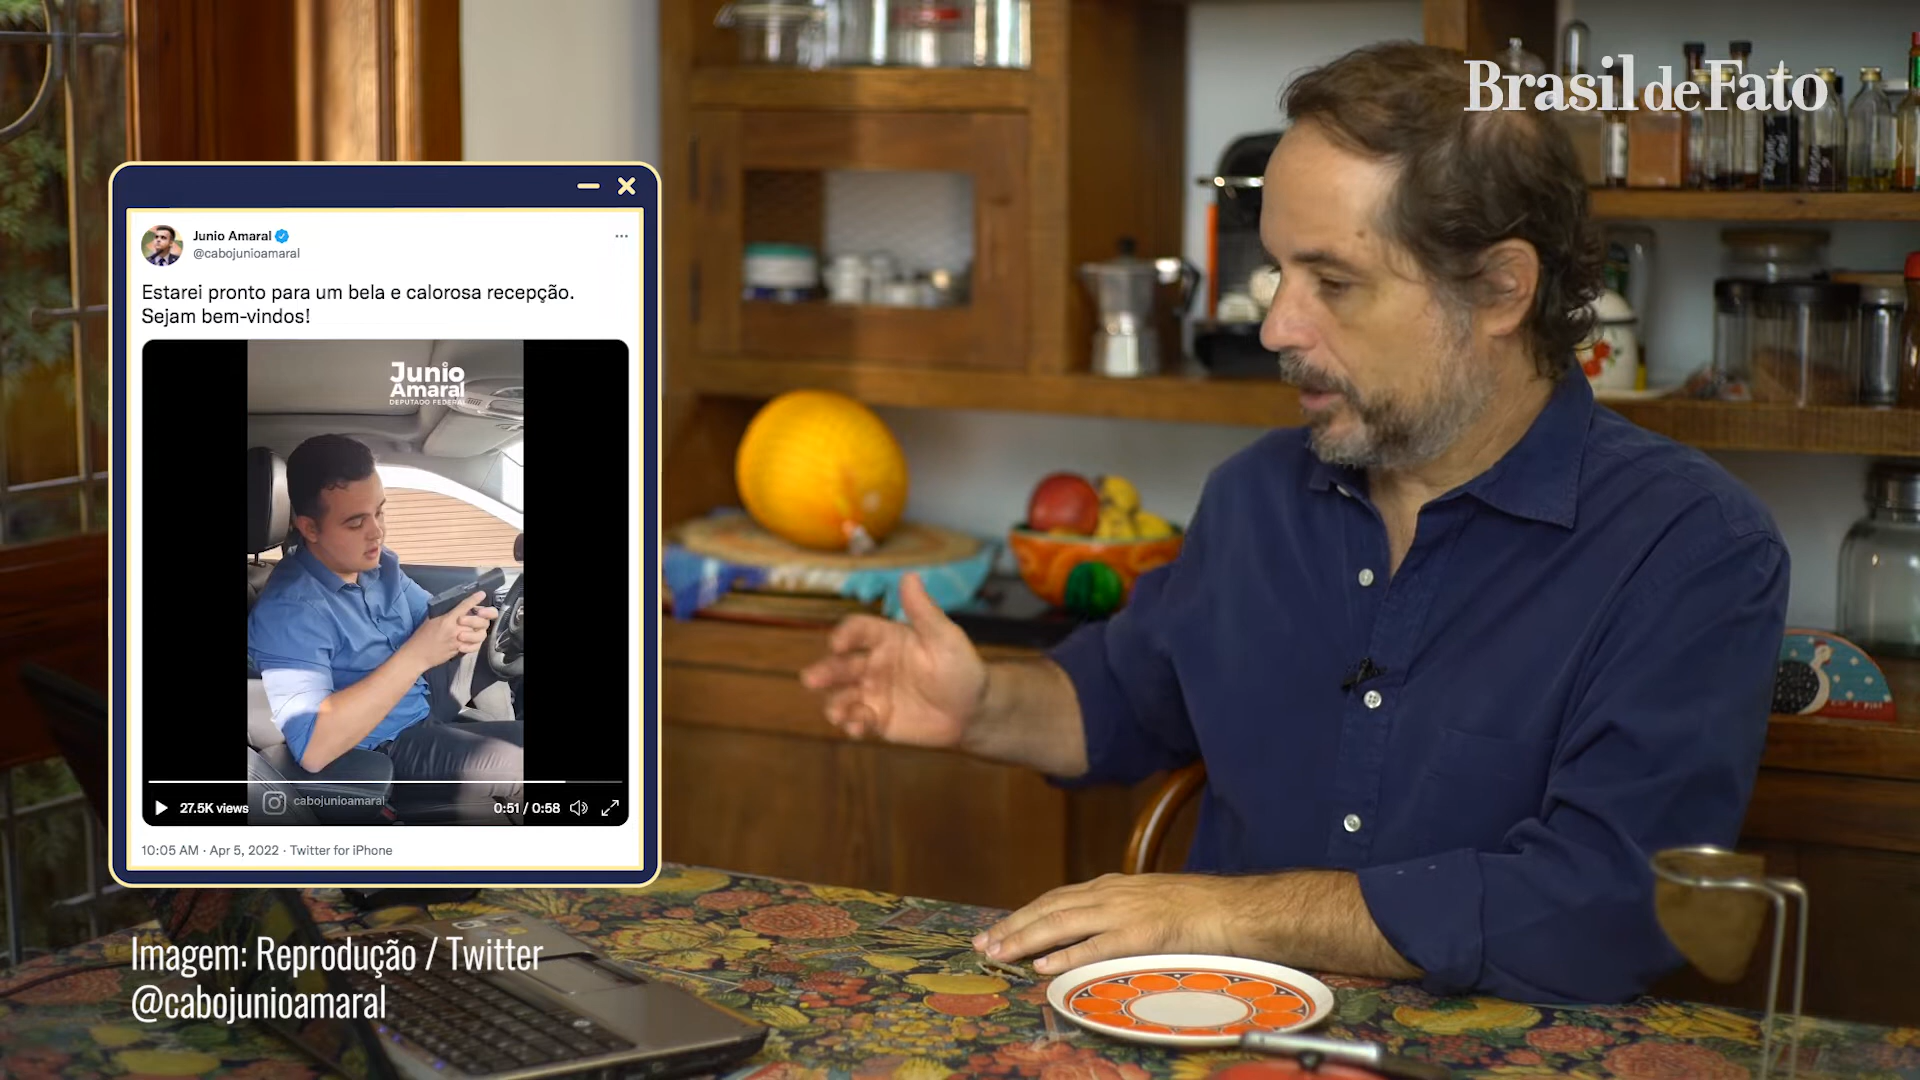 Brasil de Fato
Junio Amaral
@cabojunioamaral
Estarei pronto para um bela e calorosa recepção.
Sejam bem-vindos!
Junio
Amaral
DEPUTADO FEDERAL
27.5K views
cabojunioamaral
0:51 / 0:58
10:05 AM · Apr 5, 2022 · Twitter for iPhone
Imagem: Reprodução / Twitter
@cabojunioamaral